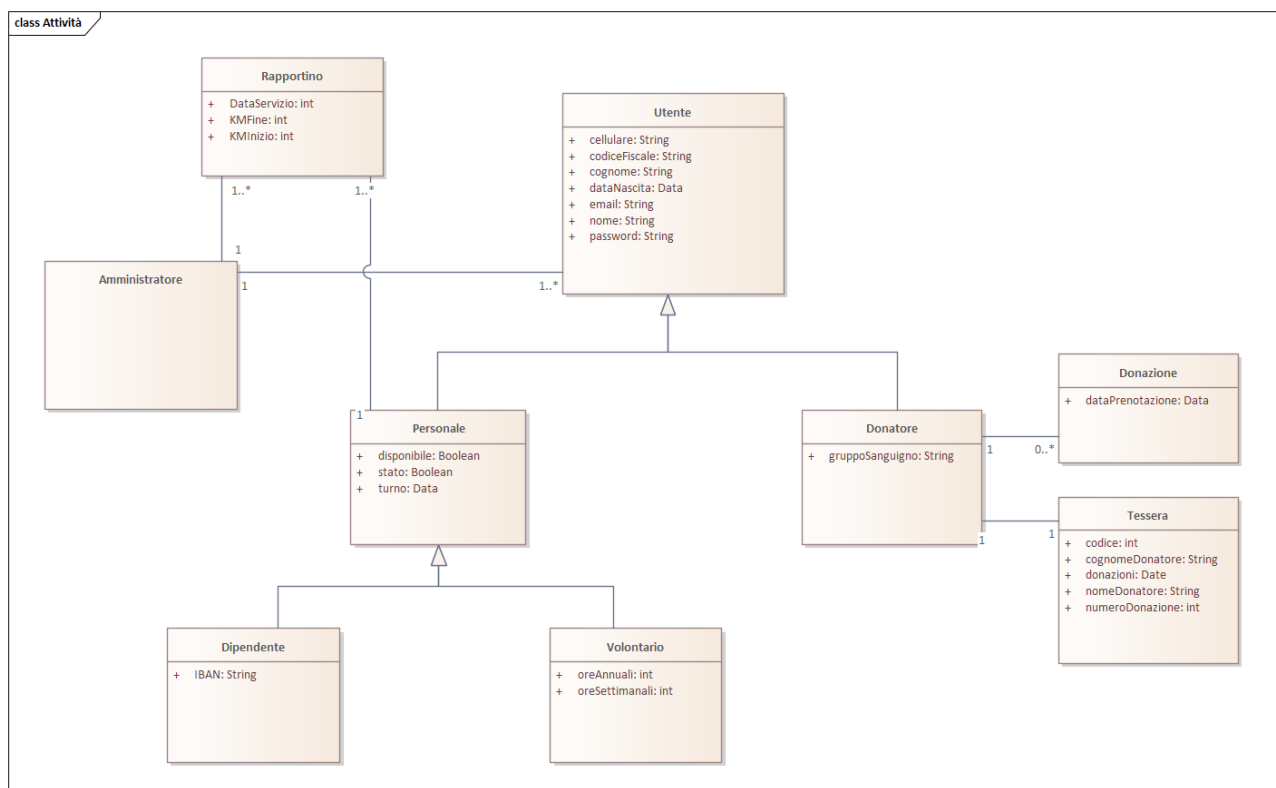 class Attività
Rapportino
+ DataServizio: int
+ KMFine: int
+ KMInizio: int
1..*
1..*
Utente
+ cellulare: String
+ codiceFiscale: String
+ cognome: String
+ dataNascita: Data
+ email: String
+ nome: String
+ password: String
1
1
1..*
Amministratore
Donazione
+ dataPrenotazione: Data
1
Personale
+ disponibile: Boolean
+ stato: Boolean
+ turno: Data
Donatore
+ gruppoSanguigno: String
1
0..*
Tessera
+ codice: int
+ cognomeDonatore: String
+ donazioni: Date
+ nomeDonatore: String
+ numeroDonazione: int
1
1
Dipendente
+ IBAN: String
Volontario
+ oreAnnuali: int
+ oreSettimanali: int